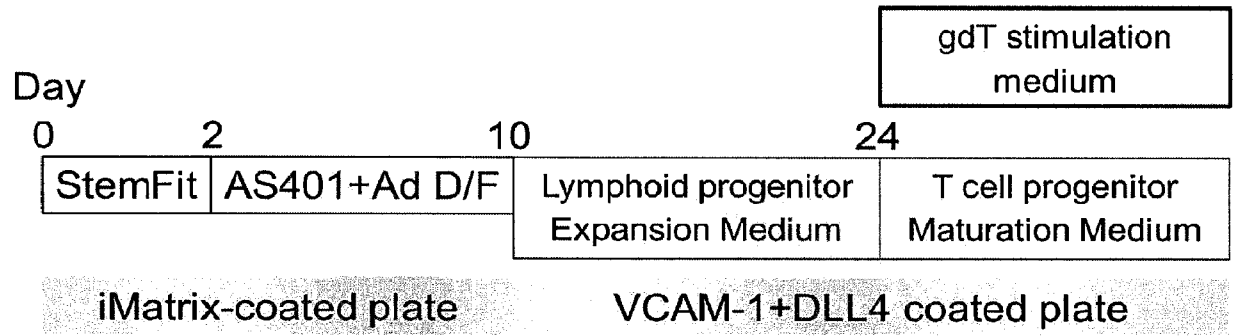 gdT stimulation
medium
Day
0 2 10 24
StemFit AS401+Ad D/F Lymphoid progenitor T cell progenitor
Expansion Medium Maturation Medium
iMatrix-coated plate VCAM-1+DLL4 coated plate